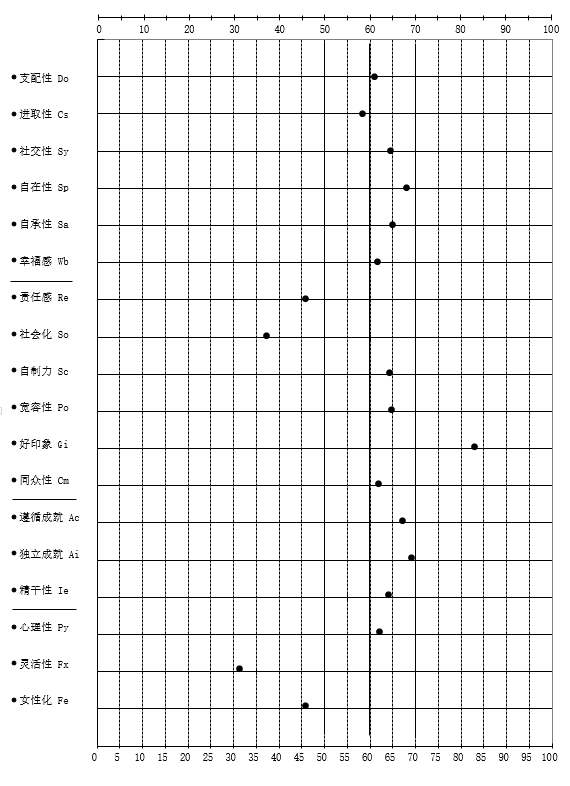 0 10 20 30 40 50 60 70 80 90 100
支配性 Do
进取性 Cs
社交性 Sy
自在性 Sp
自承性 Sa
幸福感 Wb
责任感 Re
社会化 So
自制力 Sc
宽容性 Po
好印象 Gi
同众性 Cm
遵循成就 Ac
独立成就 Ai
精干性 Ie
心理性 Py
灵活性 Fx
女性化 Fe
0 5 10 15 20 25 30 35 40 45 50 55 60 65 70 75 80 85 90 95 100